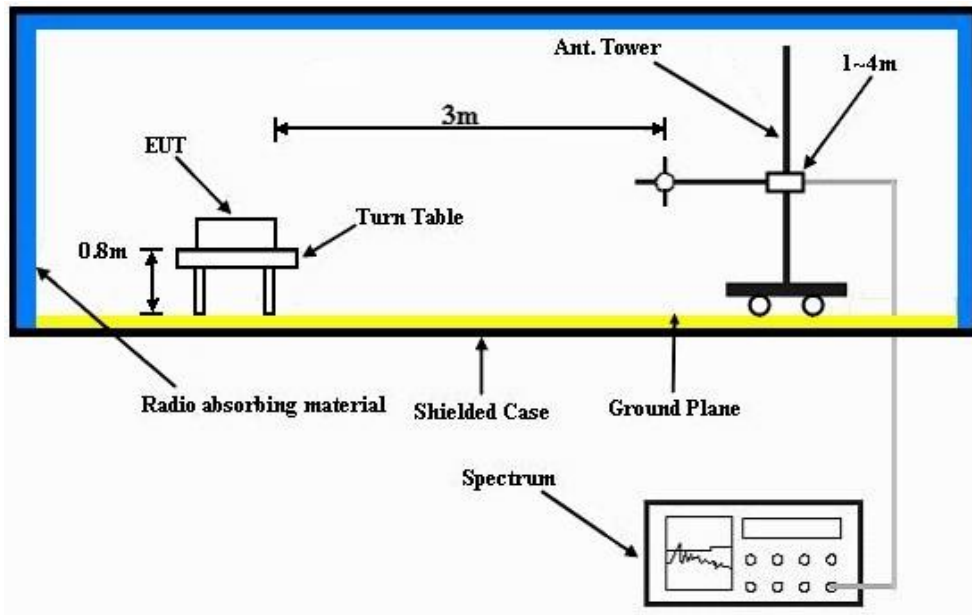 Ant. Tower
1~4m
3m
EUT
Turn Table
0.8m
Radio absorbing material
Shielded Case
Ground Plane
Spectrum